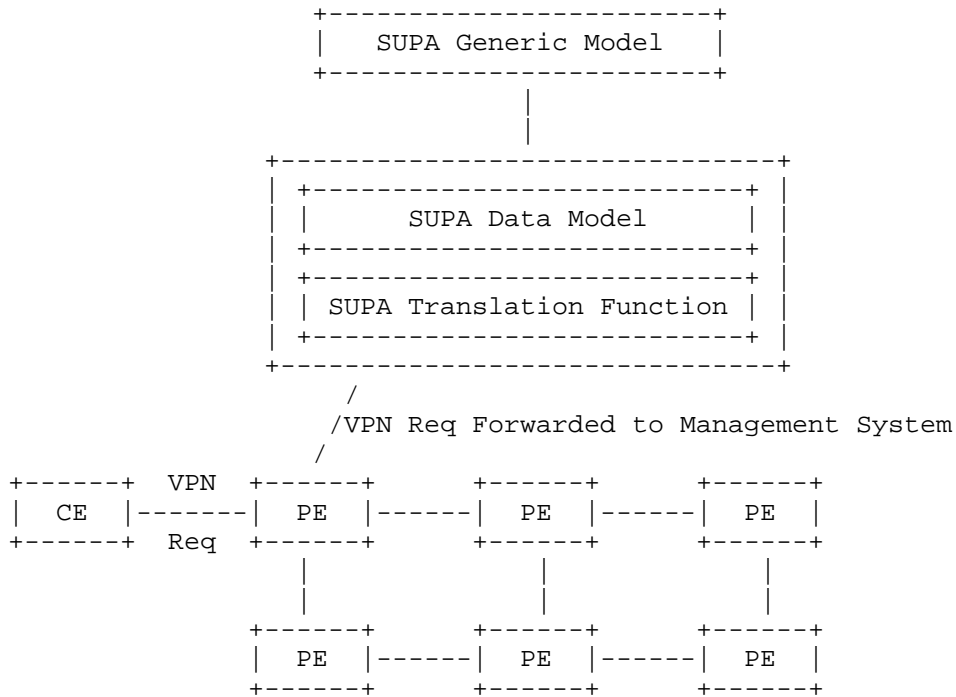 SUPA Generic Model
SUPA Data Model
SUPA Translation Function
VPN Req Forwarded to Management System
VPN
CE PE PE PE
Req
PE PE PE